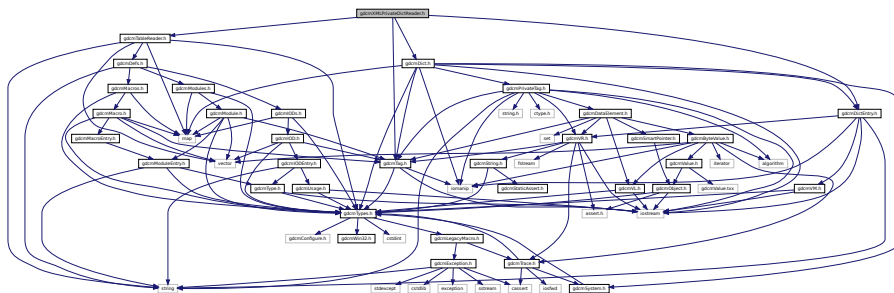 gdcmXMLPrivateDictReader.h
gdcmTableReader.h
gdcmDefs.h
gdcmDict.h
gdcmMacros.h
gdcmModules.h
gdcmPrivateTag.h
gdcmMacro.h
gdcmModule.h
gdcmIODs.h
string.h
ctype.h
gdcmDataElement.h
gdcmDictEntry.h
gdcmMacroEntry.h
map
gdcmIOD.h
set
gdcmVR.h
gdcmSmartPointer.h
gdcmByteValue.h
gdcmModuleEntry.h
vector
gdcmIODEntry.h
gdcmTag.h
gdcmString.h
fstream
gdcmValue.h
iterator
algorithm
gdcmType.h
gdcmUsage.h
iomanip
gdcmStaticAssert.h
gdcmVL.h
gdcmObject.h
gdcmValue.txx
gdcmVM.h
gdcmTypes.h
assert.h
iostream
gdcmConfigure.h
gdcmWin32.h
cstdint
gdcmLegacyMacro.h
gdcmException.h
gdcmTrace.h
string
stdexcept
cstdlib
exception
sstream
cassert
iosfwd
gdcmSystem.h